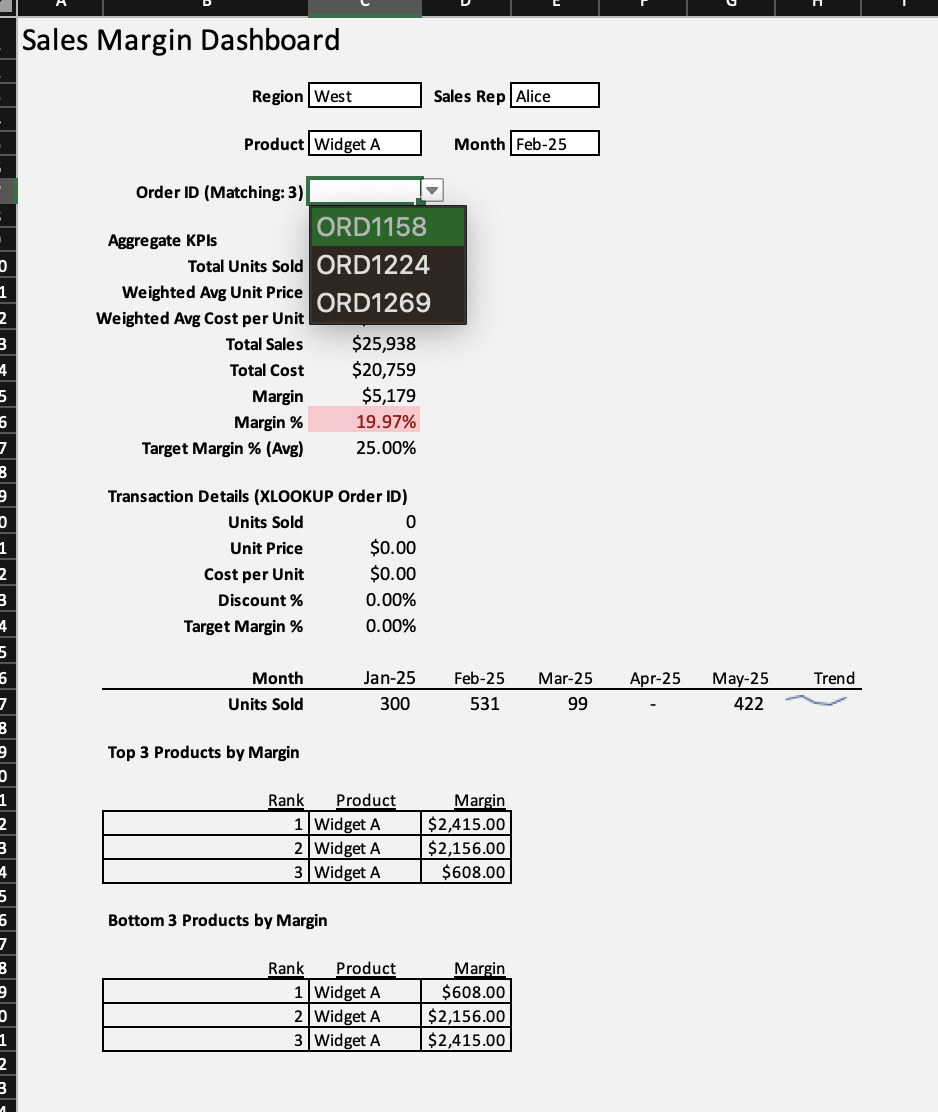 A B C D E F G H I
Sales Margin Dashboard
Region West Sales Rep Alice
Product Widget A Month Feb-25
Order ID (Matching: 3)
ORD1158
ORD1224
ORD1269
Aggregate KPIs
Total Units Sold
Weighted Avg Unit Price
Weighted Avg Cost per Unit
Total Sales $25,938
Total Cost $20,759
Margin $5,179
Margin % 19.97%
Target Margin % (Avg) 25.00%
Transaction Details (XLOOKUP Order ID)
Units Sold 0
Unit Price $0.00
Cost per Unit $0.00
Discount % 0.00%
Target Margin % 0.00%
Month Jan-25 Feb-25 Mar-25 Apr-25 May-25 Trend
Units Sold 300 531 99 - 422
Top 3 Products by Margin
Rank Product Margin
1 Widget A $2,415.00
2 Widget A $2,156.00
3 Widget A $608.00
Bottom 3 Products by Margin
Rank Product Margin
1 Widget A $608.00
2 Widget A $2,156.00
3 Widget A $2,415.00